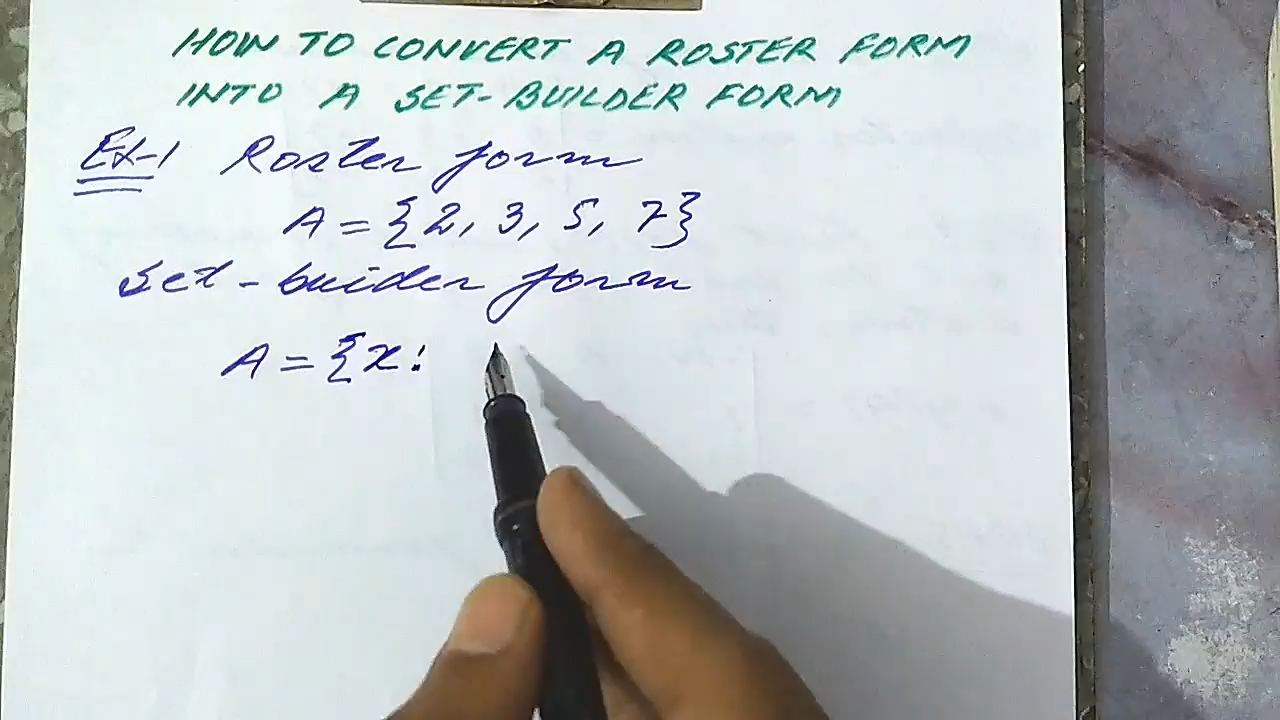 HOW TO CONVERT A ROSTER FORM
INTO A SET-BUILDER FORM
Ex-1 Roster form
A = {2, 3, 5, 7}
Set-buider form
A = {x: